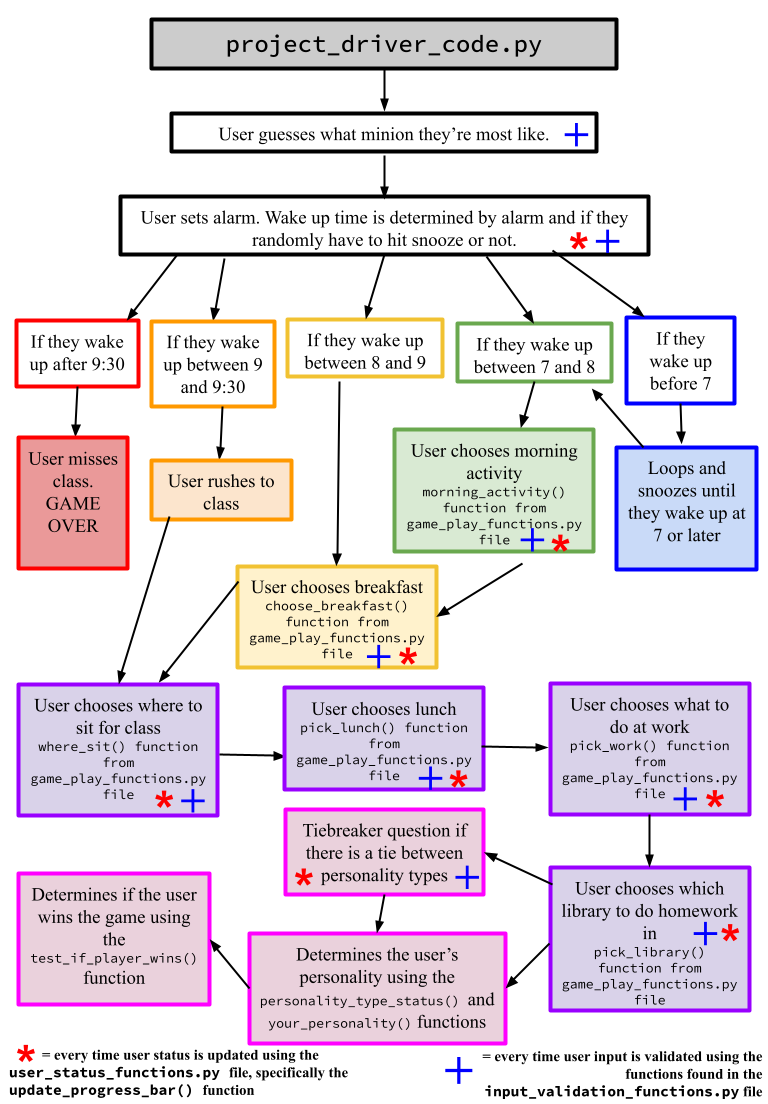 project_driver_code.py
User guesses what minion they're most like.
User sets alarm. Wake up time is determined by alarm and if they
randomly have to hit snooze or not.
If they wake
up after 9:30
If they wake
up between 9
and 9:30
If they wake up
between 8 and 9
If they wake up
between 7 and 8
If they
wake up
before 7
User misses
class.
GAME
OVER
User rushes to
class
User chooses morning
activity
morning_activity()
function from
game_play_functions.py
file
Loops and
snoozes until
they wake up at
7 or later
User chooses breakfast
choose_breakfast()
function from
game_play_functions.py
file
User chooses where to
sit for class
where_sit() function
from
game_play_functions.py
file
User chooses lunch
pick_lunch() function
from
game_play_functions.py
file
User chooses what to
do at work
pick_work() function
from
game_play_functions.py
file
Tiebreaker question if
there is a tie between
personality types
User chooses which
library to do homework
in
pick_library()
function from
game_play_functions.py
file
Determines if the user
wins the game using
the
test_if_player_wins()
function
Determines the user's
personality using the
personality_type_status() and
your_personality() functions
* = every time user status is updated using the
user_status_functions.py file, specifically the
update_progress_bar() function
+ = every time user input is validated using the
functions found in the
input_validation_functions.py file